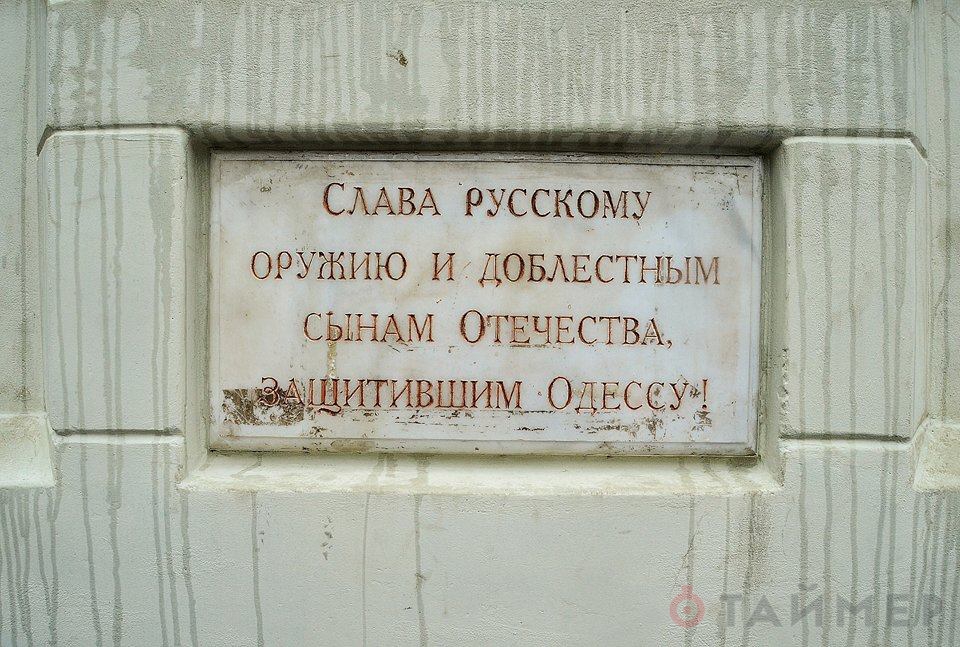 Слава русскому
оружию и доблестным
сынам Отечества,
защитившим Одессу!
ТАЙМЕР